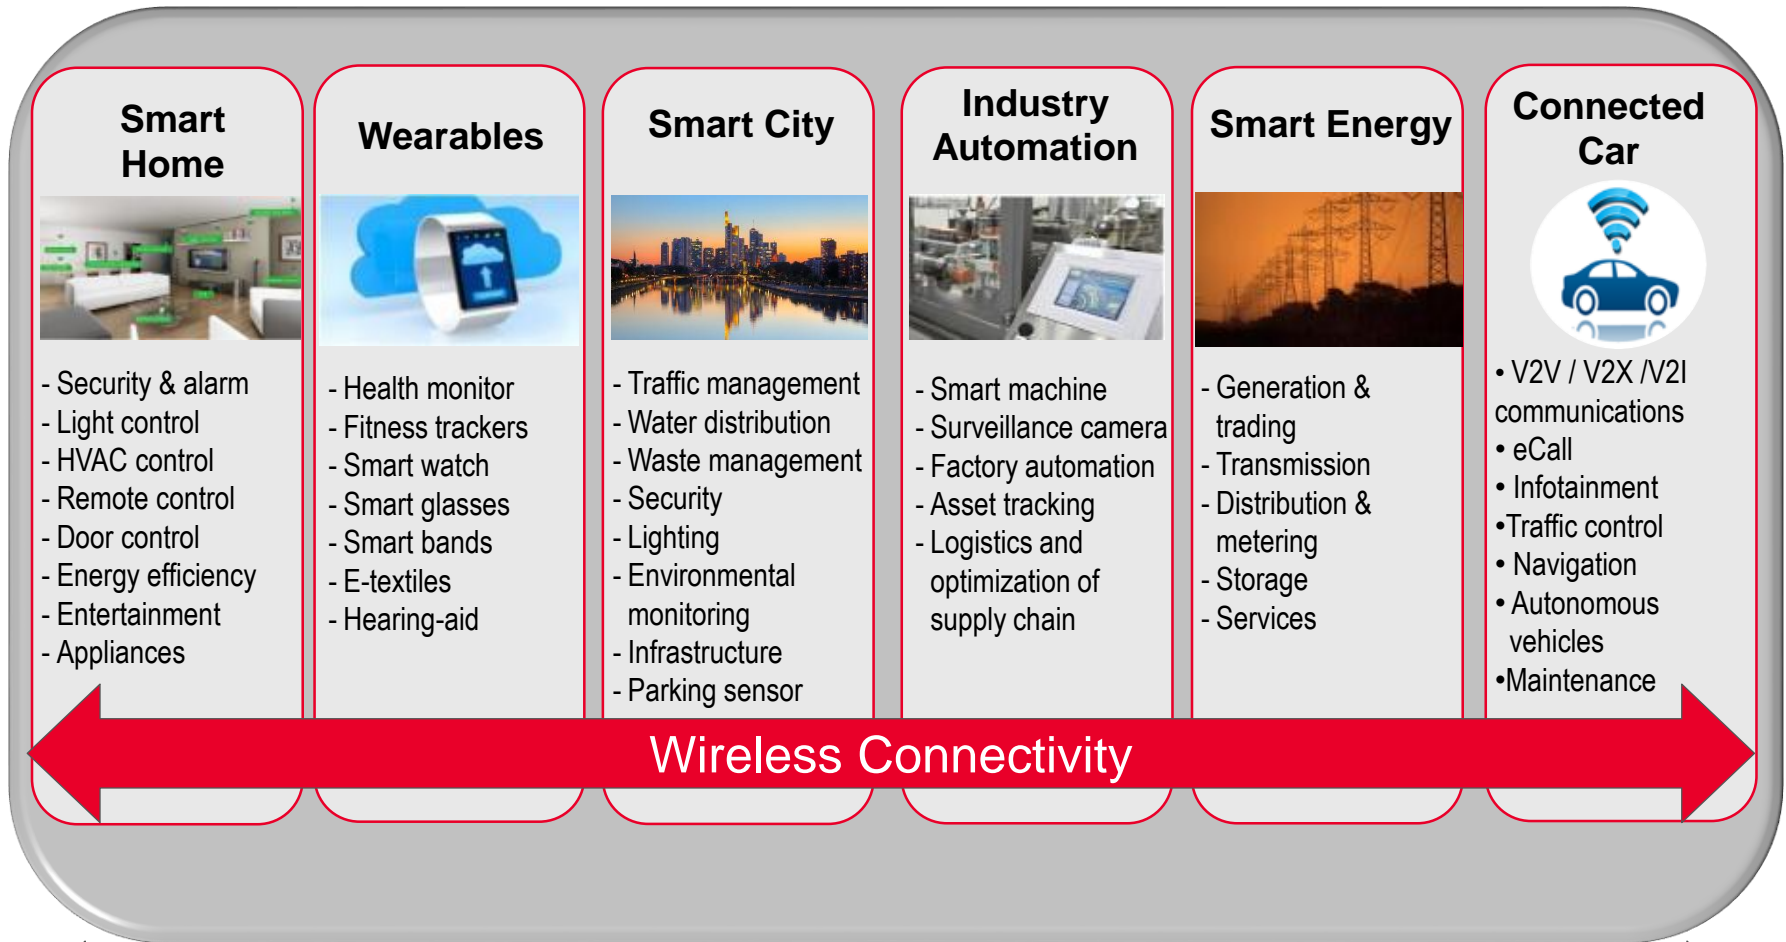 Smart
Home
- Security & alarm
- Light control
- HVAC control
- Remote control
- Door control
- Energy efficiency
- Entertainment
- Appliances
Wearables
- Health monitor
- Fitness trackers
- Smart watch
- Smart glasses
- Smart bands
- E-textiles
- Hearing-aid
Smart City
- Traffic management
- Water distribution
- Waste management
- Security
- Lighting
- Environmental
monitoring
- Infrastructure
- Parking sensor
Industry
Automation
- Smart machine
- Surveillance camera
- Factory automation
- Asset tracking
- Logistics and
optimization of
supply chain
Smart Energy
- Generation &
trading
- Transmission
- Distribution &
metering
- Storage
- Services
Connected
Car
• V2V / V2X /V2I
communications
• eCall
• Infotainment
•Traffic control
• Navigation
• Autonomous
vehicles
•Maintenance
Wireless Connectivity